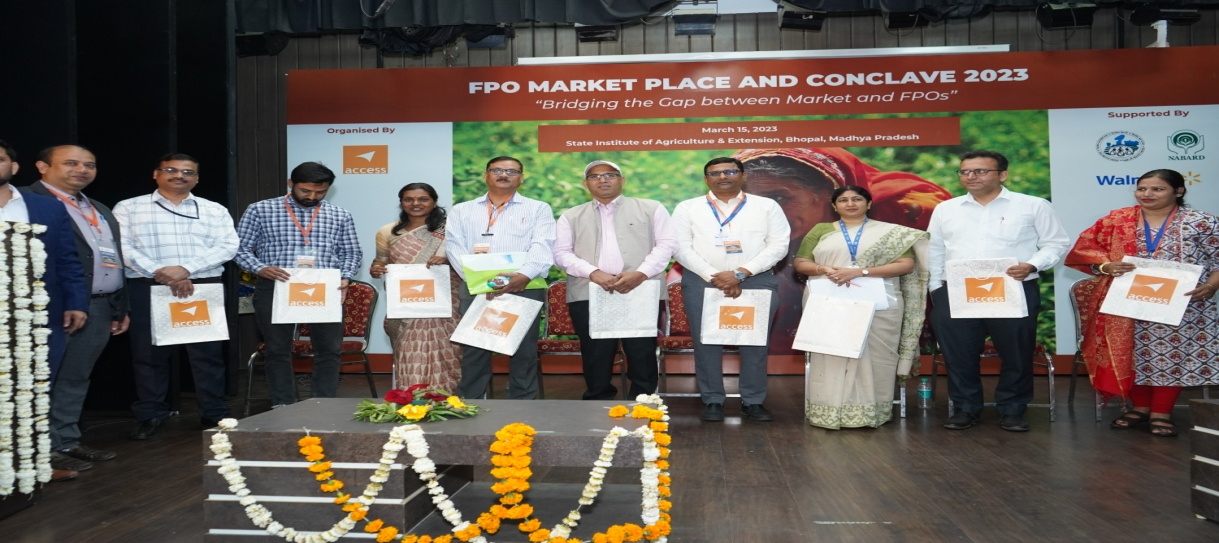 FPO MARKET PLACE AND CONCLAVE 2023
“Bridging the Gap between Market and FPOs”
Organised By
access
March 15, 2023
State Institute of Agriculture & Extension, Bhopal, Madhya Pradesh
Supported By
NABARD
access
access
access
access
access
access
access